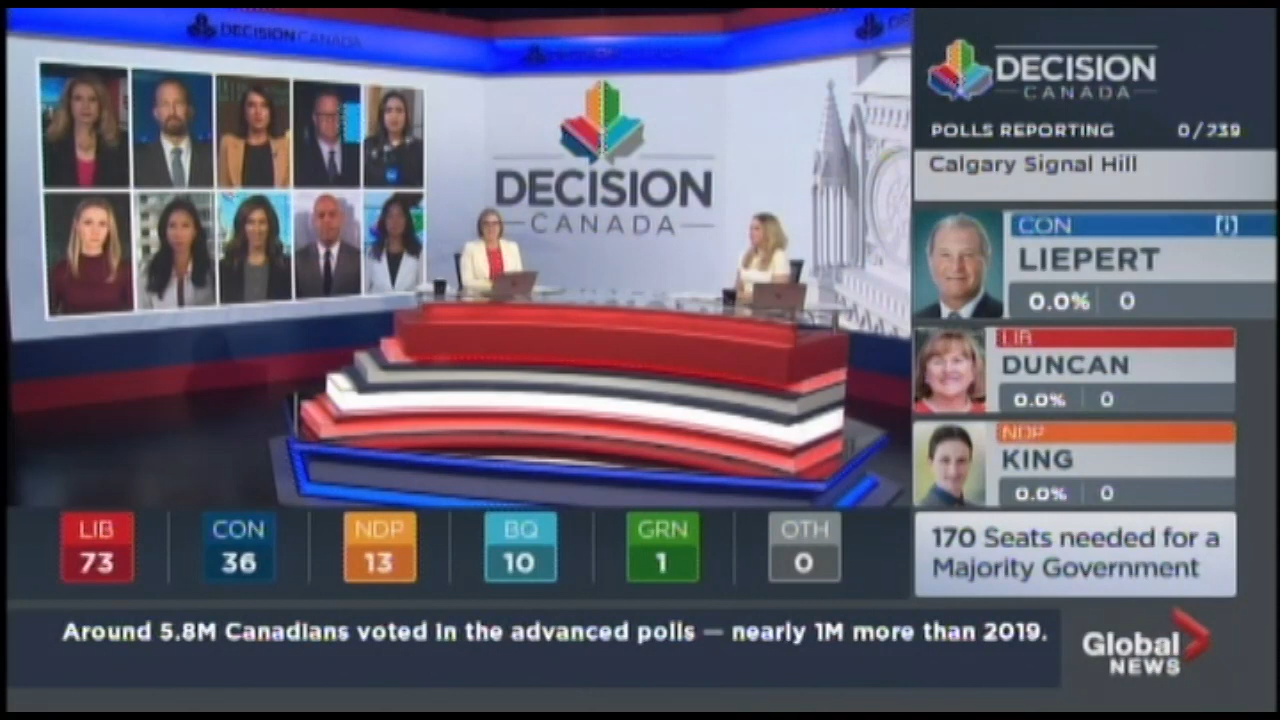 DECISION CANADA
DECISION
CANADA
DECISION
CANADA
POLLS REPORTING 0/239
Calgary Signal Hill
CON [i]
LIEPERT
0.0% 0
LIB
DUNCAN
0.0% 0
NDP
KING
0.0% 0
170 Seats needed for a
Majority Government
LIB
73
CON
36
NDP
13
BQ
10
GRN
1
OTH
0
Around 5.8M Canadians voted in the advanced polls — nearly 1M more than 2019.
Global
NEWS